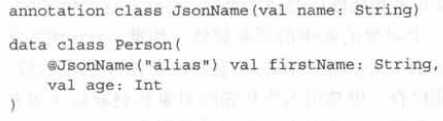 annotation class JsonName(val name: String)
data class Person(
    @JsonName("alias") val firstName: String,
    val age: Int
)